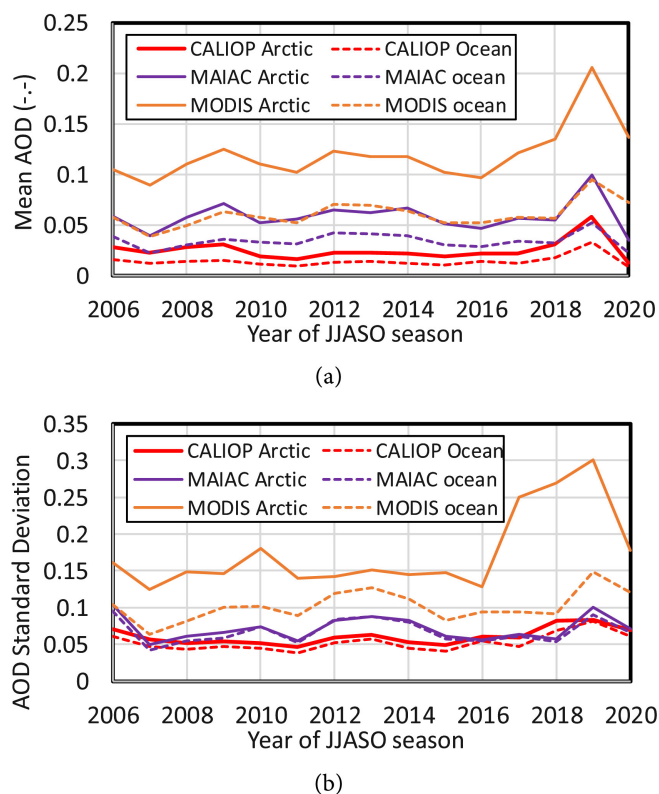 0.25
0.2
0.15
0.1
0.05
0
Mean AOD (-.-)
CALIOP Arctic CALIOP Ocean
MAIAC Arctic MAIAC ocean
MODIS Arctic MODIS ocean
2006 2008 2010 2012 2014 2016 2018 2020
Year of JJASO season
(a)
0.35
0.3
0.25
0.2
0.15
0.1
0.05
0
AOD Standard Deviation
CALIOP Arctic CALIOP Ocean
MAIAC Arctic MAIAC ocean
MODIS Arctic MODIS ocean
2006 2008 2010 2012 2014 2016 2018 2020
Year of JJASO season
(b)